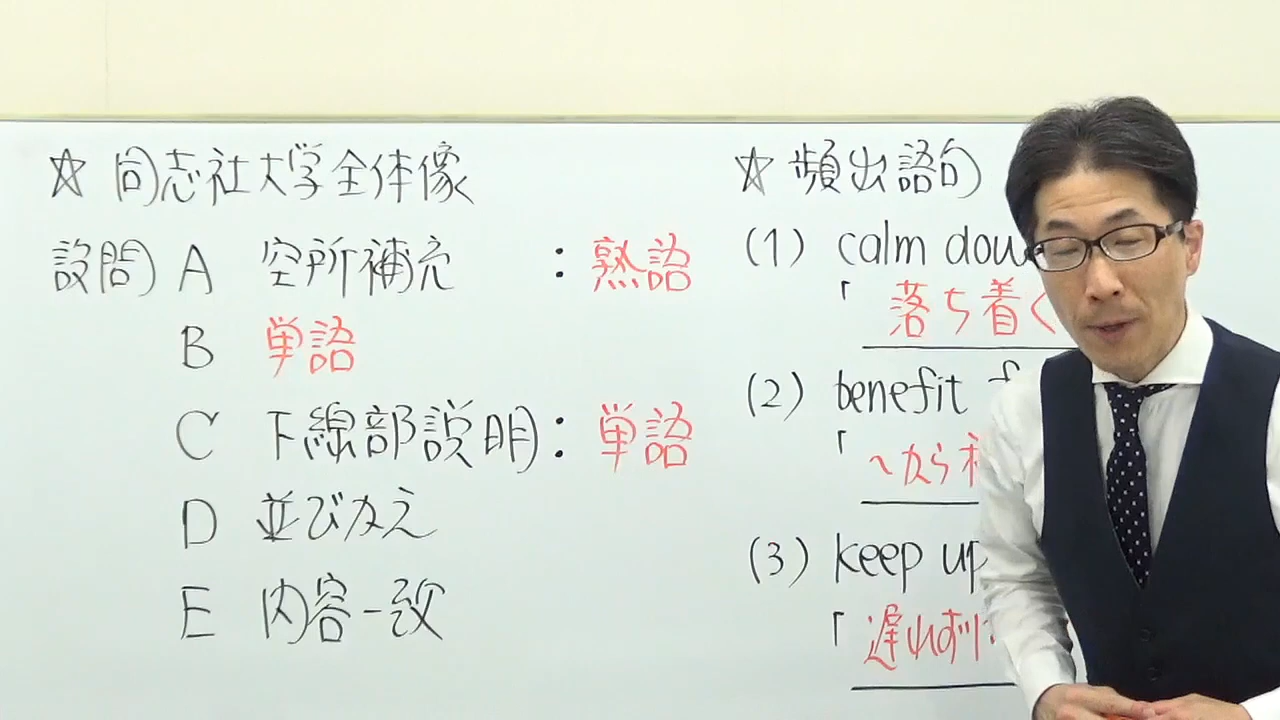 ☆ 同志社大学全体像
設問 A 空所補充 : 熟語
B 単語
C 下線部説明 : 単語
D 並びかえ
E 内容一致
☆ 頻出語句
(1) calm dow
「 落ち着く
(2) benefit f
「 ～から
(3) keep up
「 遅れずに